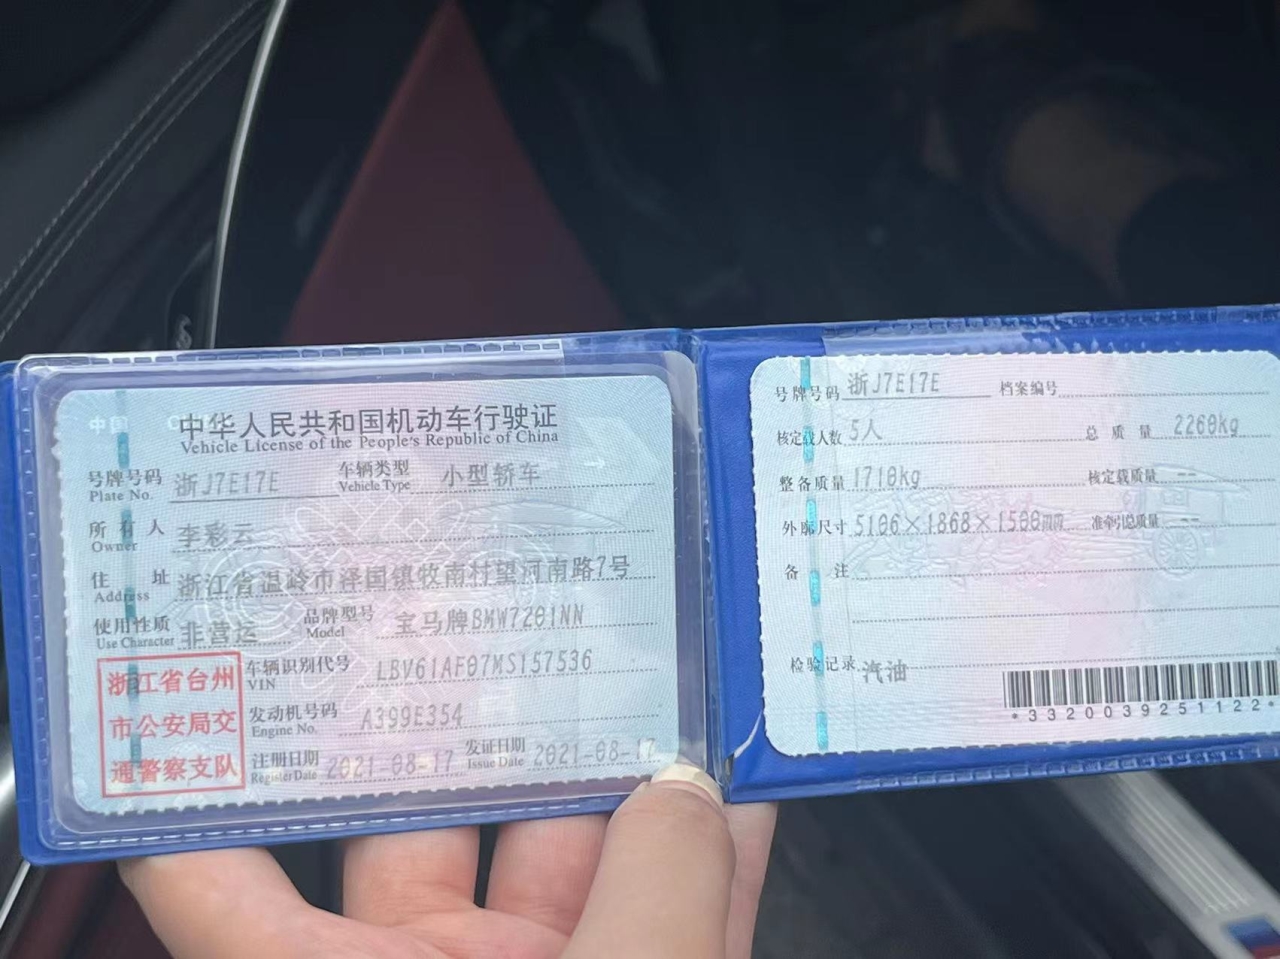 中华人民共和国机动车行驶证
Vehicle License of the People's Republic of China
号牌号码 浙J7E17E 车辆类型 小型轿车
Plate No. Vehicle Type
所有人 李彩云
Owner
住址 浙江省温岭市泽国镇牧南村望河南路7号
Address
使用性质 非营运 品牌型号 宝马牌BMW7201NN
Use Character Model
浙江省台州
市公安局交
通警察支队
车辆识别代号 LBV61AF07MS157536
VIN
发动机号码 A399E354
Engine No.
注册日期 2021-08-17 发证日期 2021-08-17
Register Date Issue Date
号牌号码 浙J7E17E 档案编号
核定载人数 5人 总质量 2260kg
整备质量 1710kg 核定载质量 --
外廓尺寸 5106×1868×1500mm 准牵引总质量 --
备注
检验记录 汽油
*3320039251122*